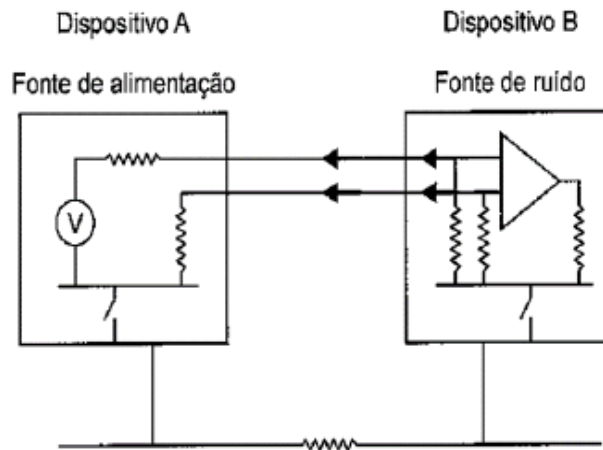 Dispositivo A
Dispositivo B
Fonte de alimentação
Fonte de ruído
V